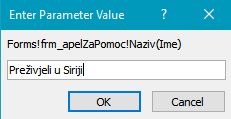 Enter Parameter Value
Forms!frm_apelZaPomoc!Naziv(Ime)
Preživjeli u Siriji
OK
Cancel